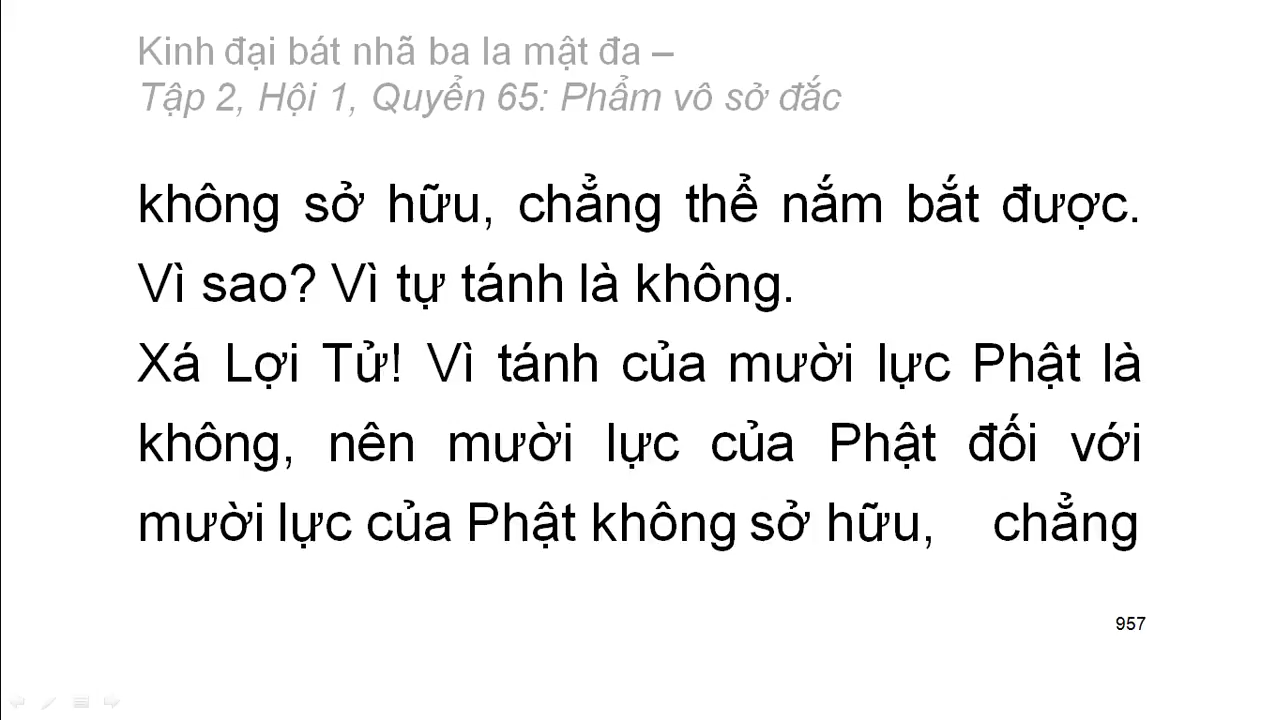 Kinh đại bát nhã ba la mật đa –
Tập 2, Hội 1, Quyển 65: Phẩm vô sở đắc
không sở hữu, chẳng thể nắm bắt được.
Vì sao? Vì tự tánh là không.
Xá Lợi Tử! Vì tánh của mười lực Phật là
không, nên mười lực của Phật đối với
mười lực của Phật không sở hữu, chẳng
957